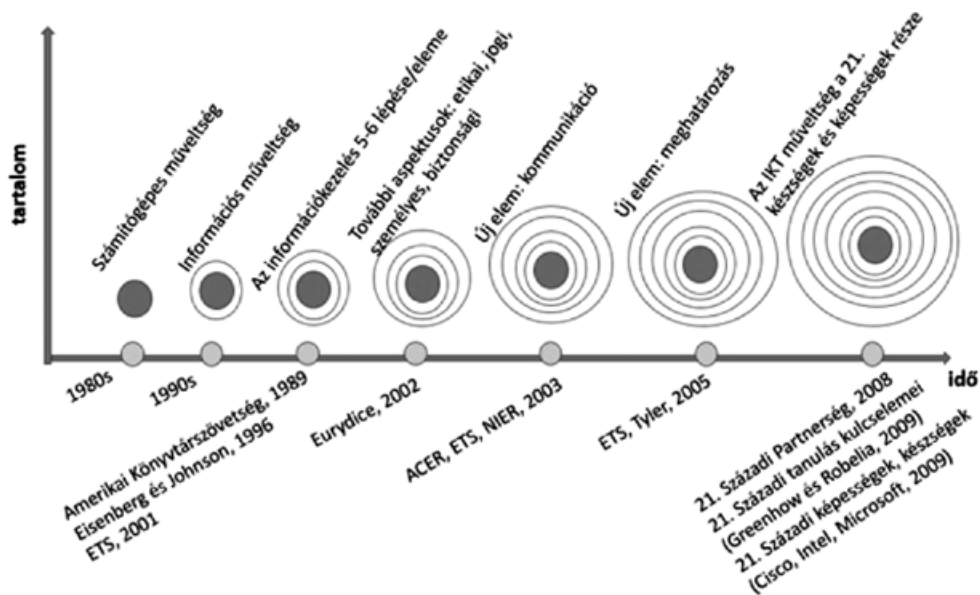 tartalom
Számítógépes műveltség
Információs műveltség
Az információkezelés 5-6 lépése/eleme
További aspektusok: etikai, jogi,
személyes, biztonsági
Új elem: kommunikáció
Új elem: meghatározás
Az IKT műveltség a 21.
készségek és képességek része
idő
1980s
1990s
Amerikai Könyvtárszövetség, 1989
Eisenberg és Johnson, 1996
ETS, 2001
Eurydice, 2002
ACER, ETS, NIER, 2003
ETS, Tyler, 2005
21. Századi Partnerség, 2008
21. Századi tanulás kulcselemei
(Greenhow és Robelia, 2009)
21. Századi képességek, készségek
(Cisco, Intel, Microsoft, 2009)